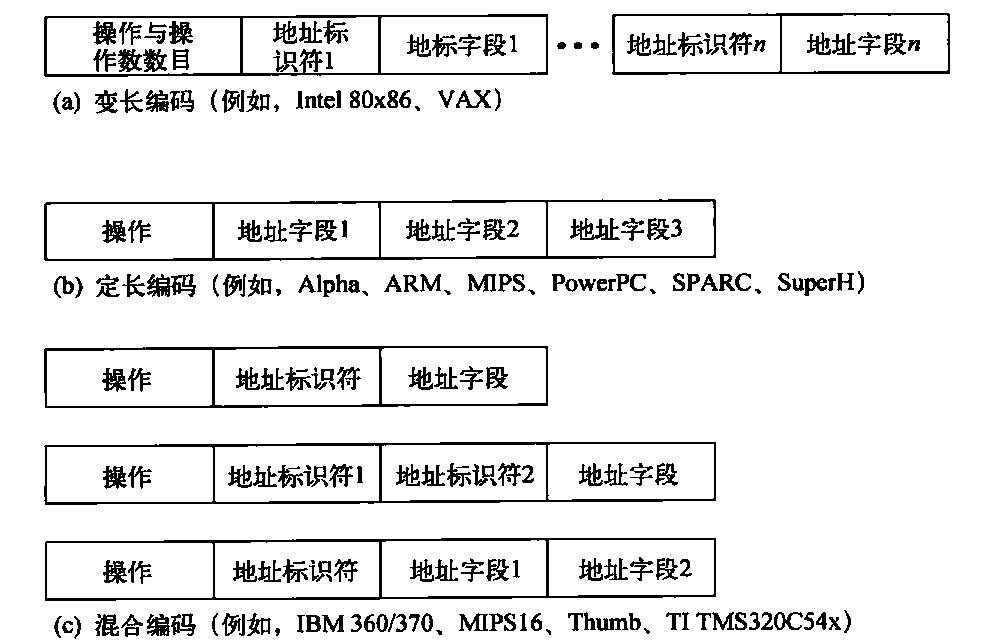 操作与操作数数目 地址标识符1 地标字段1 ••• 地址标识符n 地址字段n
(a) 变长编码（例如，Intel 80x86、VAX）
操作 地址字段1 地址字段2 地址字段3
(b) 定长编码（例如，Alpha、ARM、MIPS、PowerPC、SPARC、SuperH）
操作 地址标识符 地址字段
操作 地址标识符1 地址标识符2 地址字段
操作 地址标识符 地址字段1 地址字段2
(c) 混合编码（例如，IBM 360/370、MIPS16、Thumb、TI TMS320C54x）